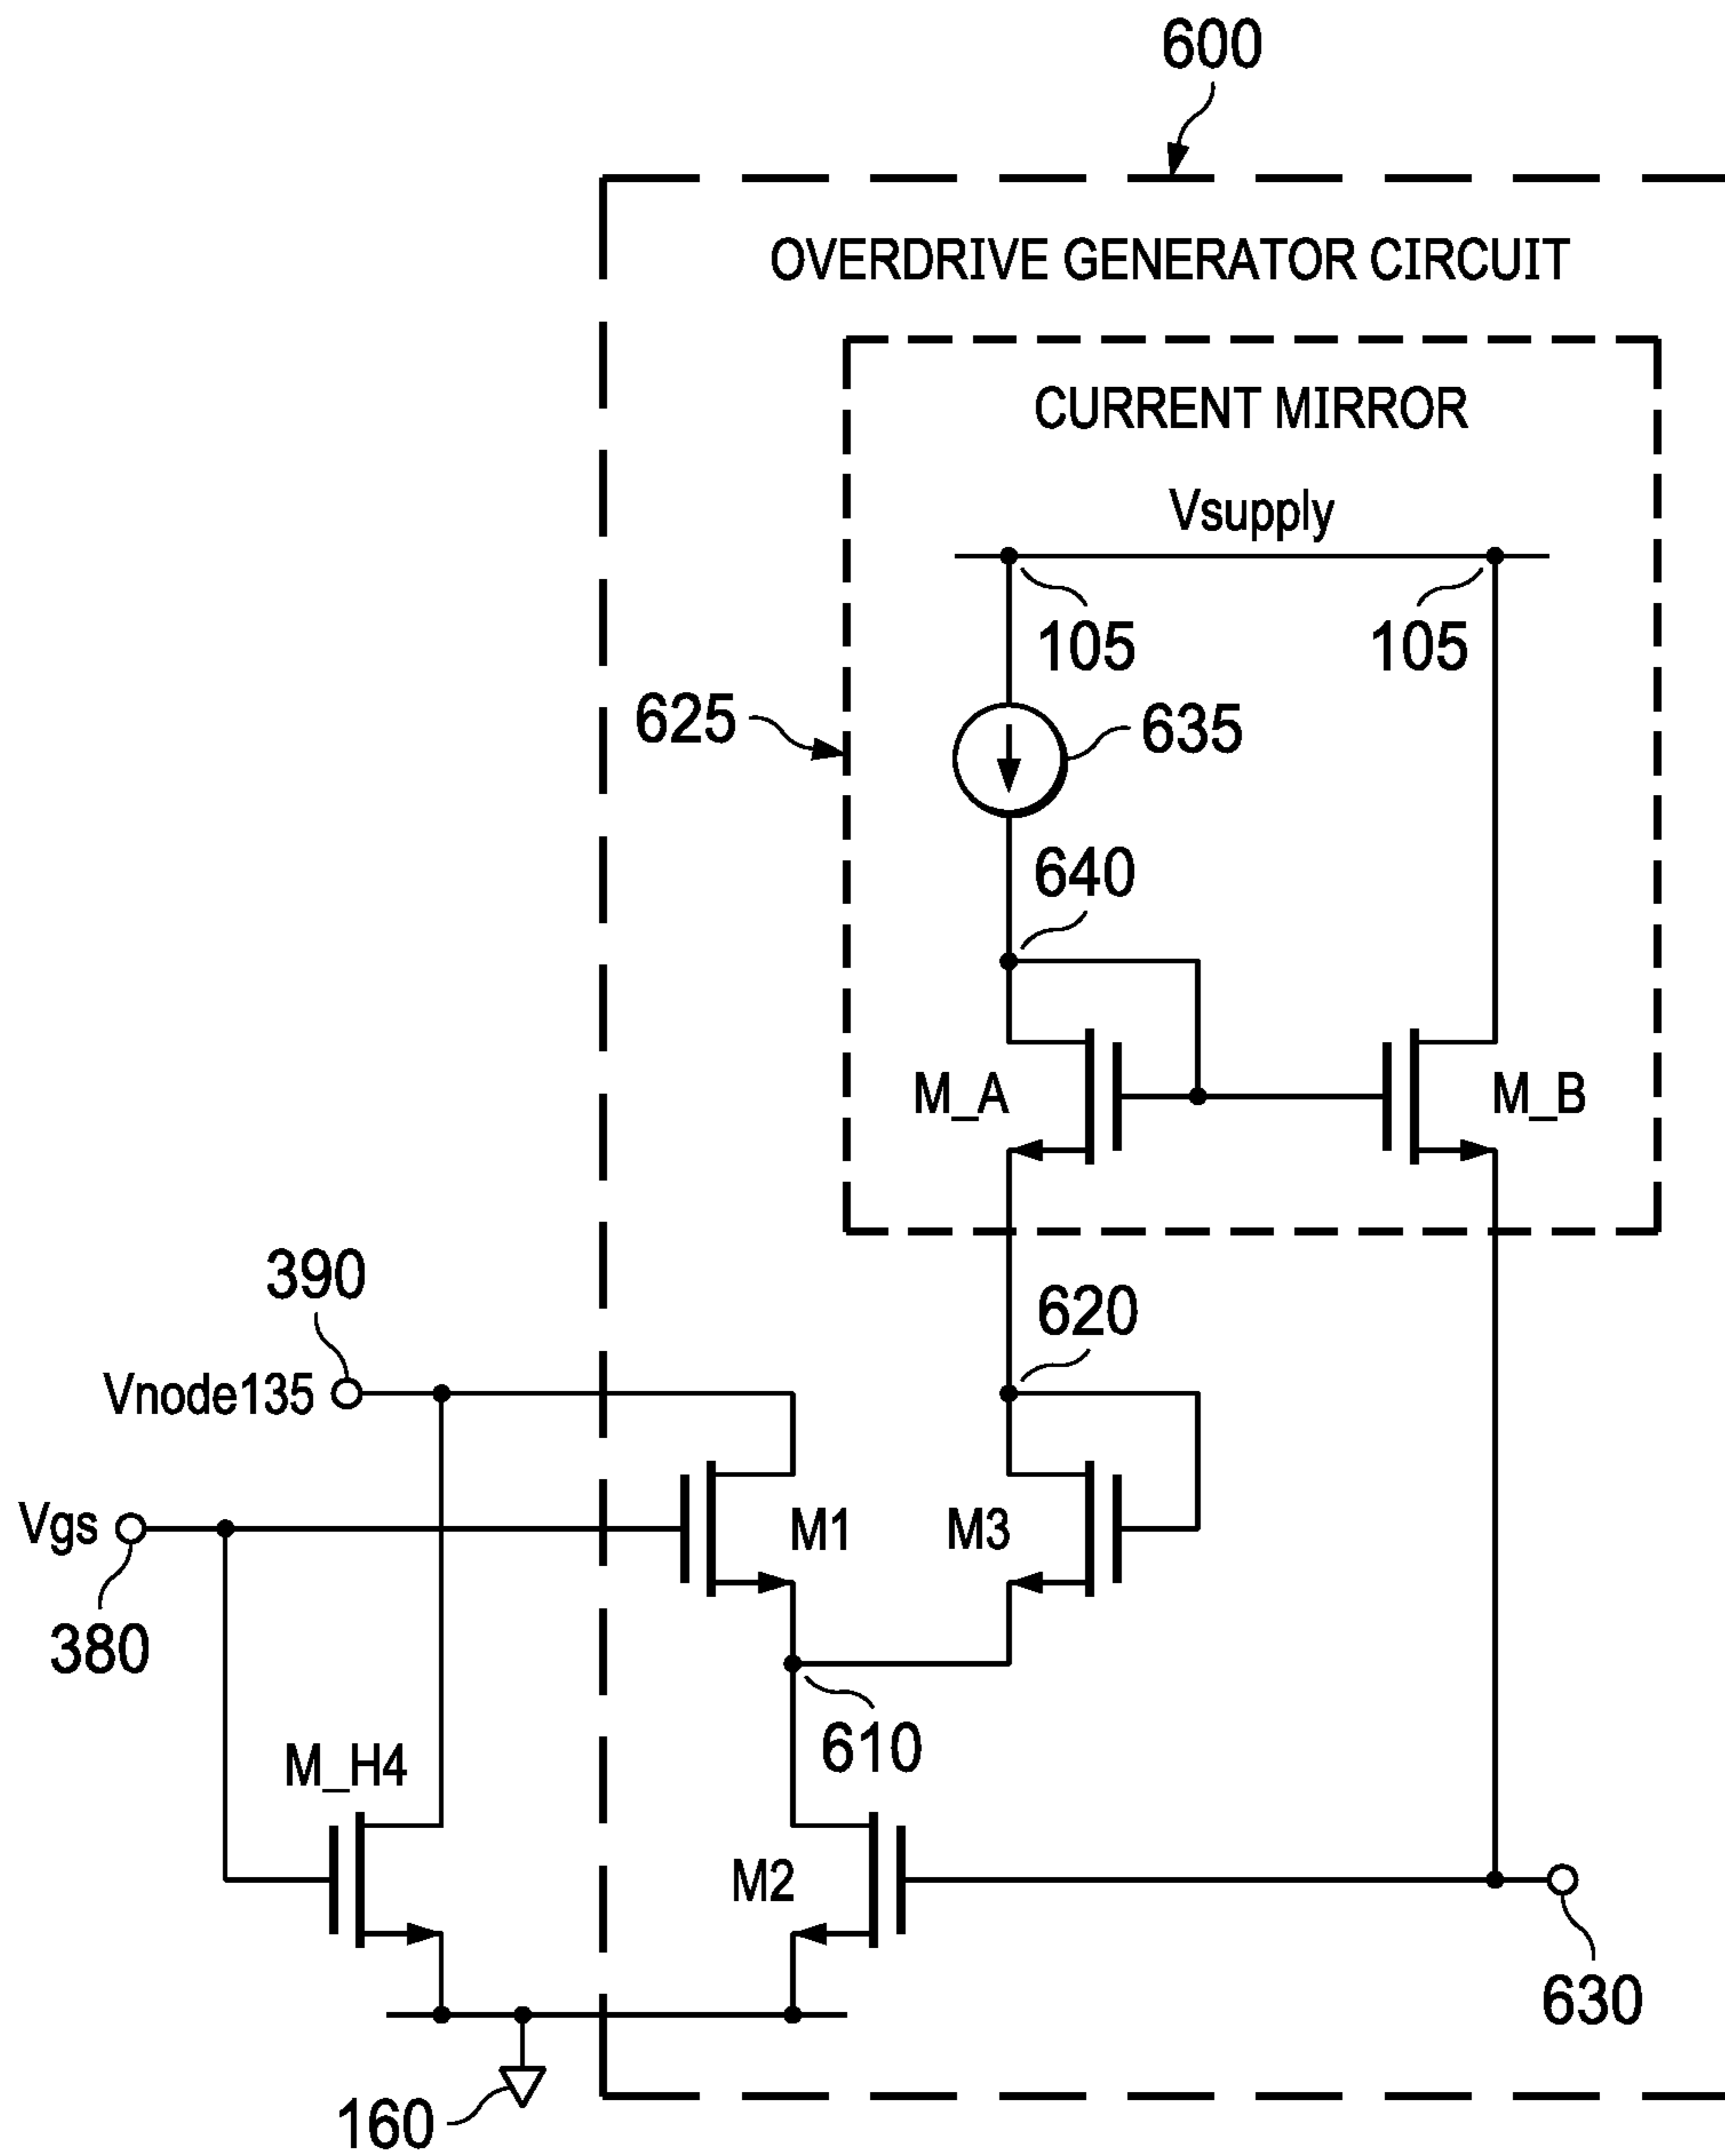 600
OVERDRIVE GENERATOR CIRCUIT
CURRENT MIRROR
Vsupply
105 105
625
635
640
M_A M_B
390
620
Vnode135
Vgs
M1 M3
380
610
M_H4
M2
630
160